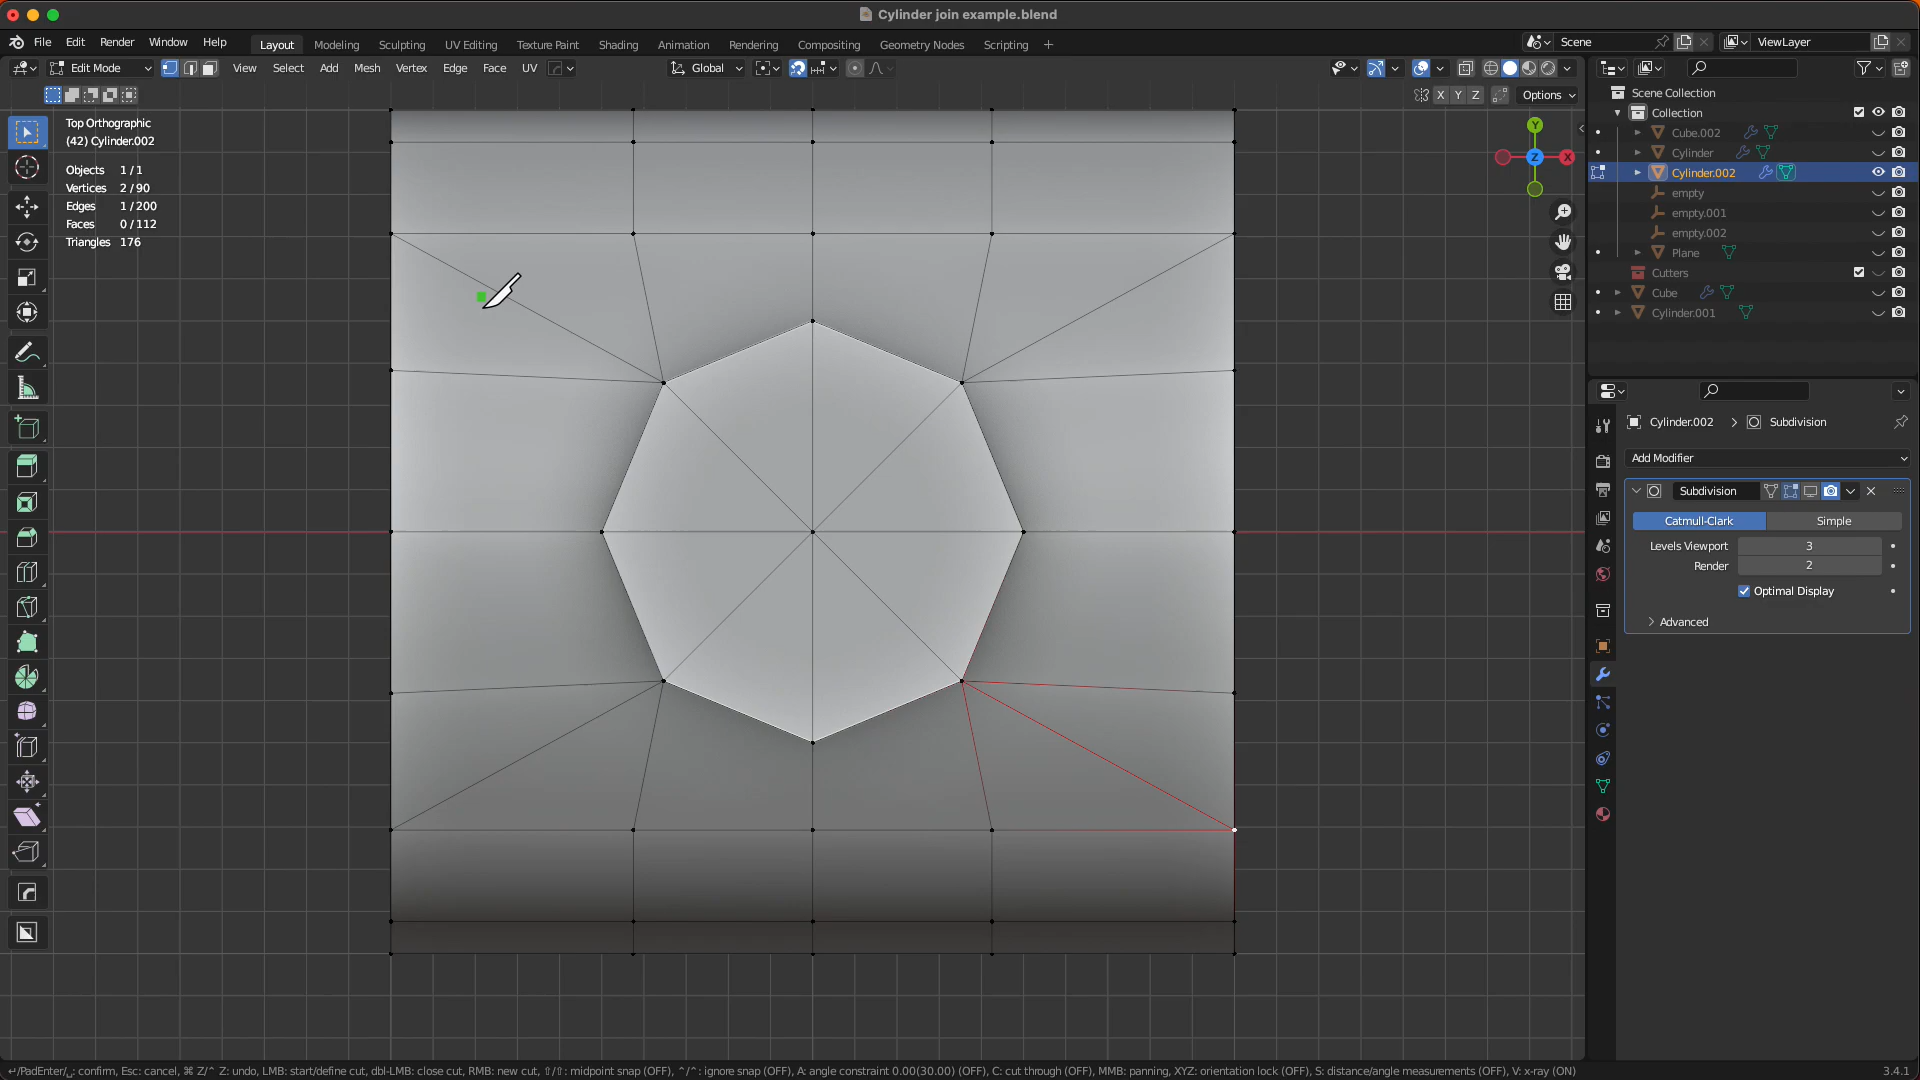 Cylinder join example.blend
File Edit Render Window Help
Layout Modeling Sculpting UV Editing Texture Paint Shading Animation Rendering Compositing Geometry Nodes Scripting +
Scene
ViewLayer
Edit Mode View Select Add Mesh Vertex Edge Face UV
Global
X Y Z Options
Top Orthographic
(42) Cylinder.002
Objects 1 / 1
Vertices 2 / 90
Edges 1 / 200
Faces 0 / 112
Triangles 176
Y
Z
X
Scene Collection
Collection
Cube.002
Cylinder
Cylinder.002
empty
empty.001
empty.002
Plane
Cutters
Cube
Cylinder.001
Cylinder.002 > Subdivision
Add Modifier
Subdivision
Catmull-Clark Simple
Levels Viewport 3
Render 2
Optimal Display
Advanced
↵/PadEnter/␣: confirm, Esc: cancel, ⌘ Z/⌃ Z: undo, LMB: start/define cut, dbl-LMB: close cut, RMB: new cut, ⇧/⇧: midpoint snap (OFF), ⌃/⌃: ignore snap (OFF), A: angle constraint 0.00(30.00) (OFF), C: cut through (OFF), MMB: panning, XYZ: orientation lock (OFF), S: distance/angle measurements (OFF), V: x-ray (ON)
3.4.1